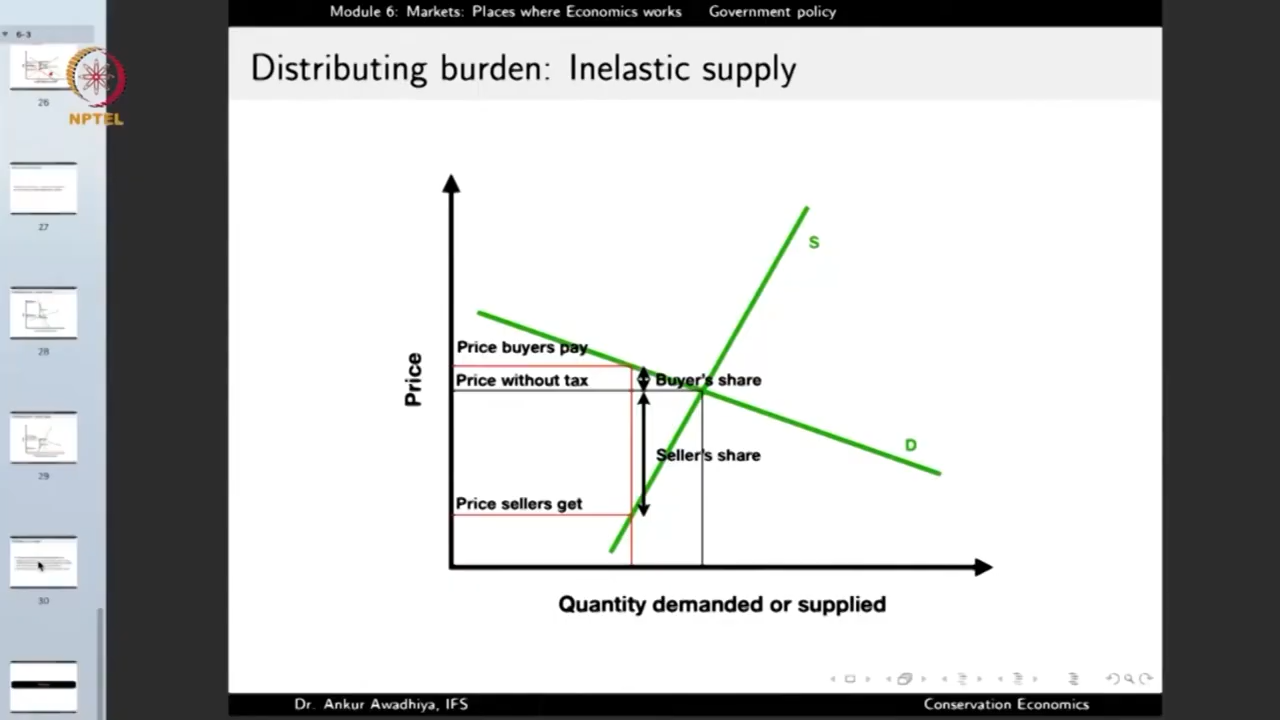 Module 6: Markets: Places where Economics works Government policy
6-3
NPTEL
26
27
28
29
30
Distributing burden: Inelastic supply
S
Price buyers pay
Price without tax
Buyer's share
Price
D
Seller's share
Price sellers get
Quantity demanded or supplied
Dr. Ankur Awadhiya, IFS
Conservation Economics